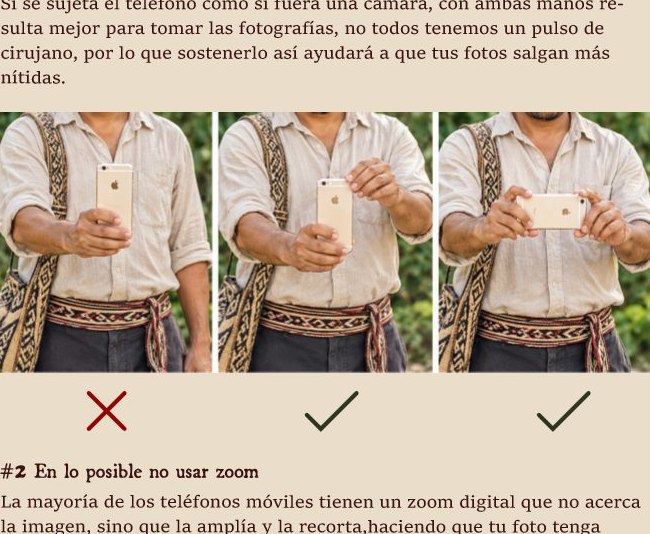 Si se sujeta el teléfono como si fuera una cámara, con ambas manos re-
sulta mejor para tomar las fotografías, no todos tenemos un pulso de
cirujano, por lo que sostenerlo así ayudará a que tus fotos salgan más
nítidas.
#2 En lo posible no usar zoom
La mayoría de los teléfonos móviles tienen un zoom digital que no acerca
la imagen, sino que la amplía y la recorta,haciendo que tu foto tenga